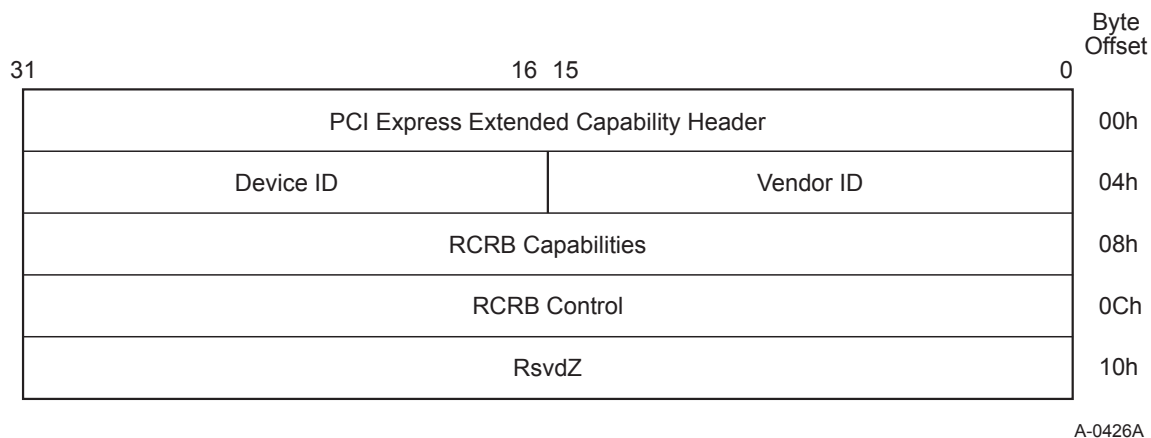 Byte
Offset
31 16 15 0
PCI Express Extended Capability Header 00h
Device ID Vendor ID 04h
RCRB Capabilities 08h
RCRB Control 0Ch
RsvdZ 10h
A-0426A